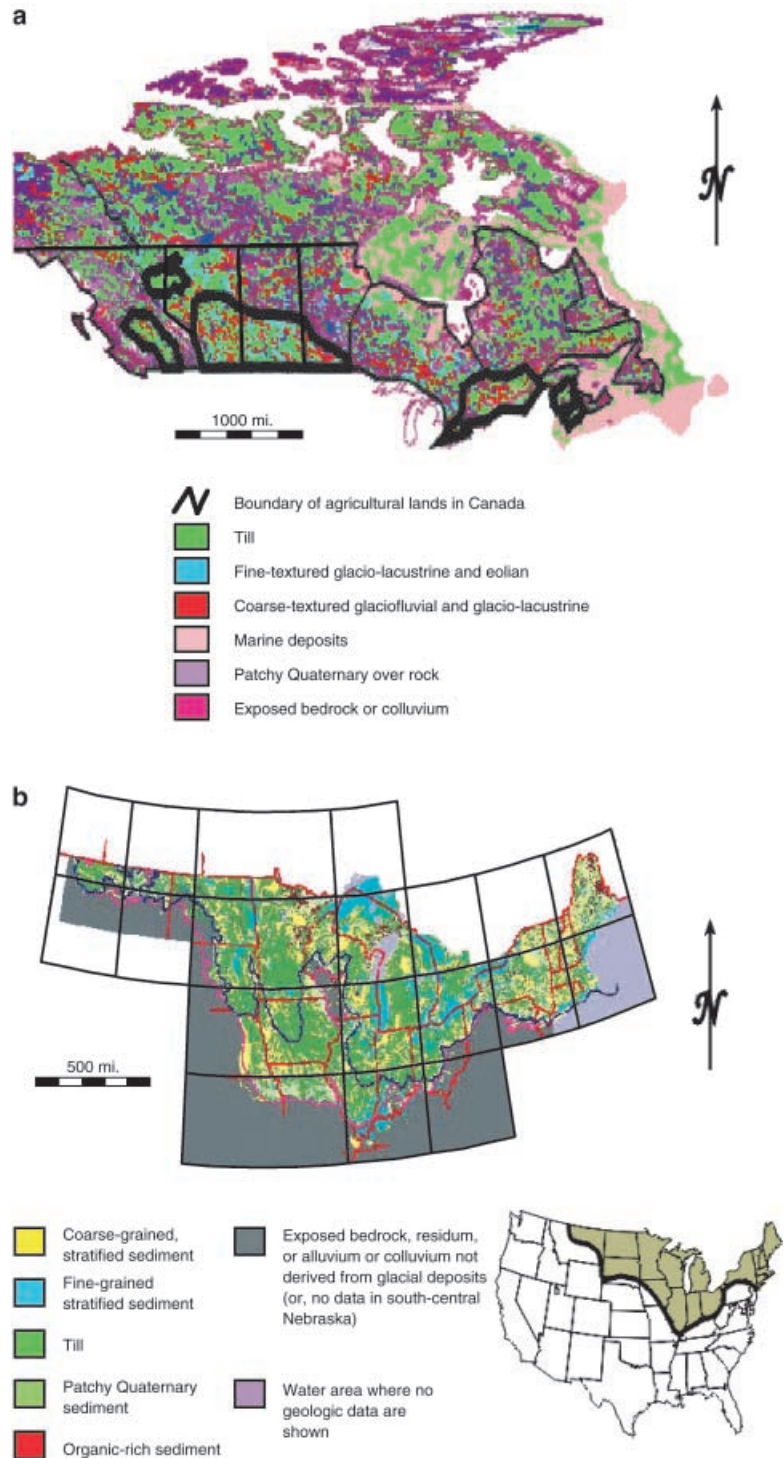 a
N
1000 mi.
Boundary of agricultural lands in Canada
Till
Fine-textured glacio-lacustrine and eolian
Coarse-textured glaciofluvial and glacio-lacustrine
Marine deposits
Patchy Quaternary over rock
Exposed bedrock or colluvium
b
N
500 mi.
Coarse-grained,
stratified sediment
Fine-grained
stratified sediment
Till
Patchy Quaternary
sediment
Organic-rich sediment
Exposed bedrock, residum,
or alluvium or colluvium not
derived from glacial deposits
(or, no data in south-central
Nebraska)
Water area where no
geologic data are
shown